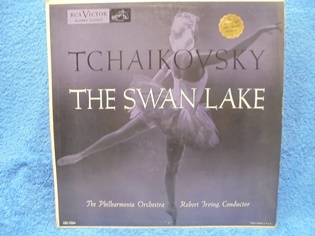 RCA VICTOR
TCHAIKOVSKY
THE SWAN LAKE
The Philharmonia Orchestra Robert Irving, Conductor